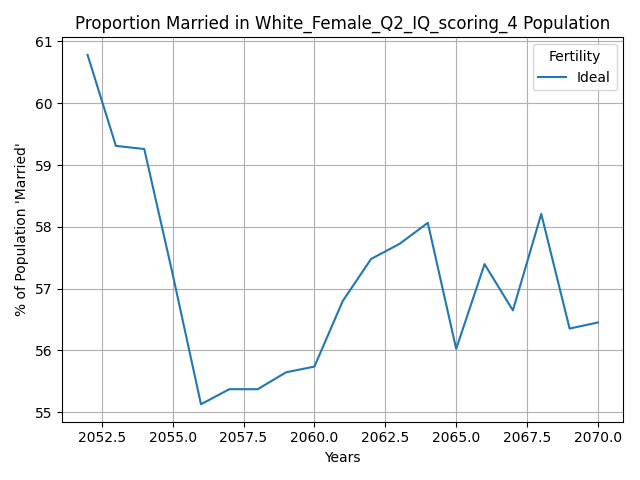 Proportion Married in White_Female_Q2_IQ_scoring_4 Population
Fertility
Ideal
% of Population 'Married'
61
60
59
58
57
56
55
2052.5 2055.0 2057.5 2060.0 2062.5 2065.0 2067.5 2070.0
Years